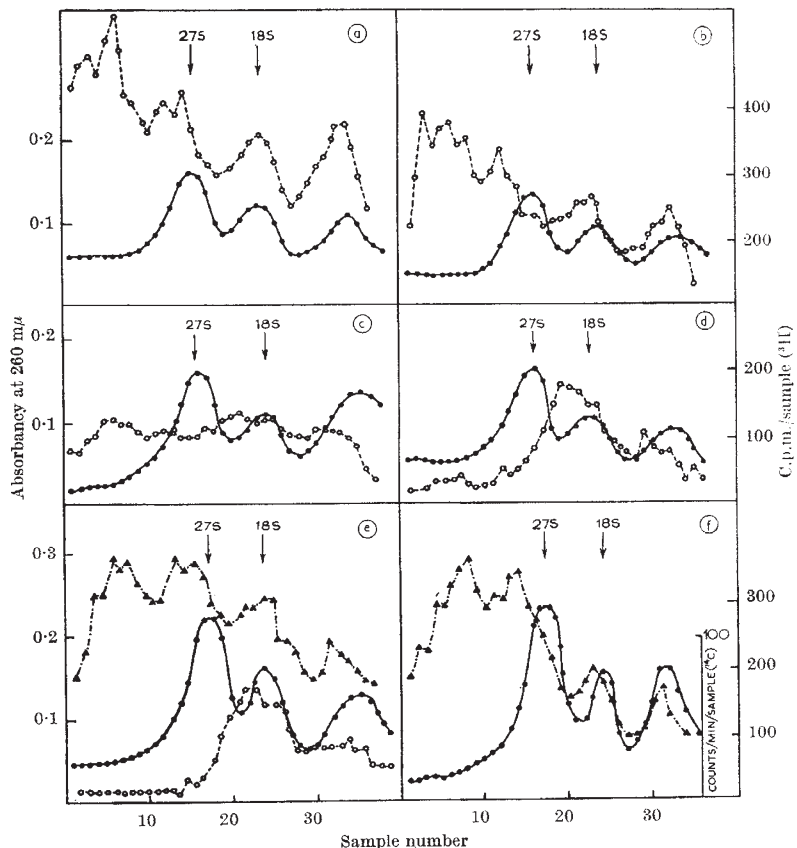 27S 18S ⓐ
27S 18S ⓑ
0·2
0·1
400
300
200
27S 18S ⓒ
27S 18S ⓓ
0·2
0·1
200
100
27S 18S ⓔ
27S 18S ⓕ
0·3
0·2
0·1
300
200
100
100
COUNTS/MIN/SAMPLE (¹⁴C)
Absorbancy at 260 mμ
C.p.m./sample (³H)
10 20 30
10 20 30
Sample number